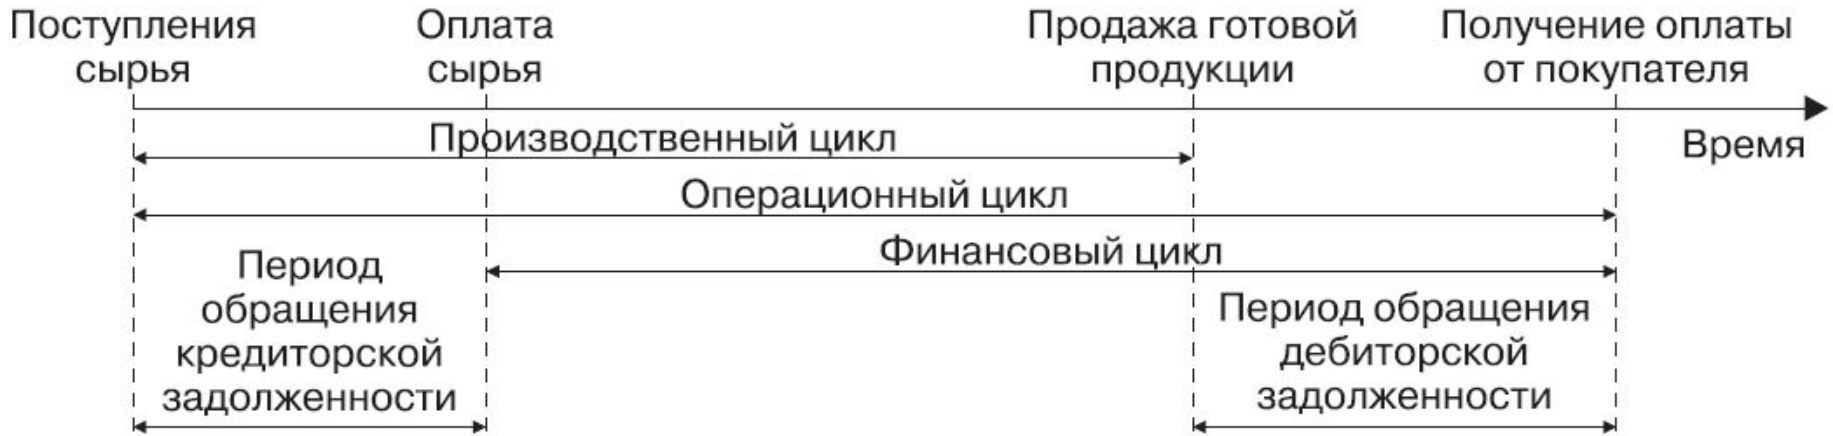 Поступления
сырья
Оплата
сырья
Продажа готовой
продукции
Получение оплаты
от покупателя
Время
Производственный цикл
Операционный цикл
Финансовый цикл
Период
обращения
кредиторской
задолженности
Период обращения
дебиторской
задолженности